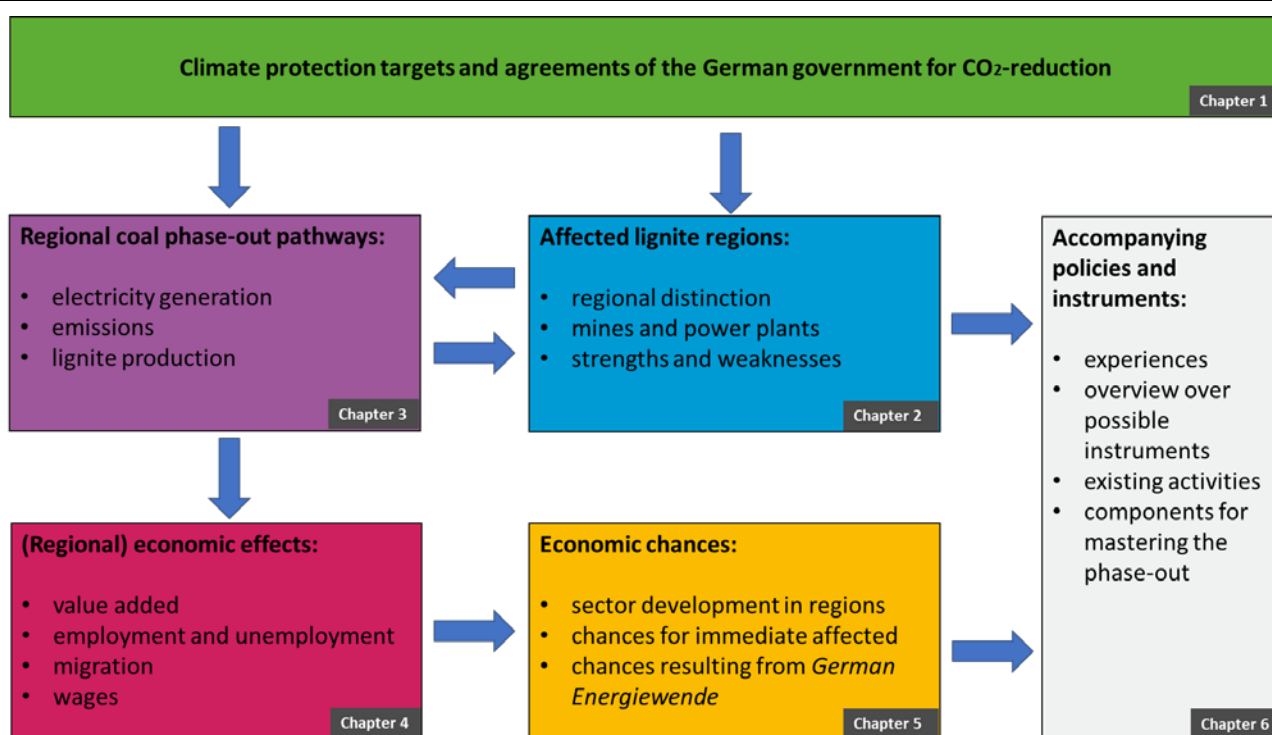 Climate protection targets and agreements of the German government for CO2-reduction
Chapter 1
Regional coal phase-out pathways:
• electricity generation
• emissions
• lignite production
Chapter 3
Affected lignite regions:
• regional distinction
• mines and power plants
• strengths and weaknesses
Chapter 2
(Regional) economic effects:
• value added
• employment and unemployment
• migration
• wages
Chapter 4
Economic chances:
• sector development in regions
• chances for immediate affected
• chances resulting from German
Energiewende
Chapter 5
Accompanying
policies and
instruments:
• experiences
• overview over
possible
instruments
• existing activities
• components for
mastering the
phase-out
Chapter 6